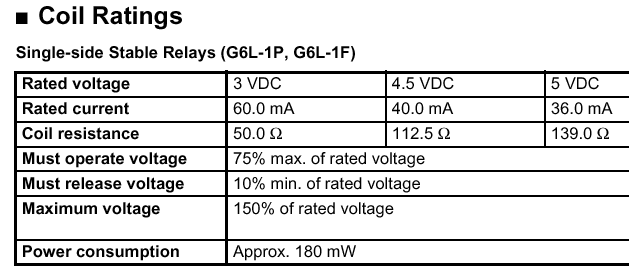 ■ Coil Ratings
Single-side Stable Relays (G6L-1P, G6L-1F)
Rated voltage 3 VDC 4.5 VDC 5 VDC
Rated current 60.0 mA 40.0 mA 36.0 mA
Coil resistance 50.0 Ω 112.5 Ω 139.0 Ω
Must operate voltage 75% max. of rated voltage
Must release voltage 10% min. of rated voltage
Maximum voltage 150% of rated voltage
Power consumption Approx. 180 mW